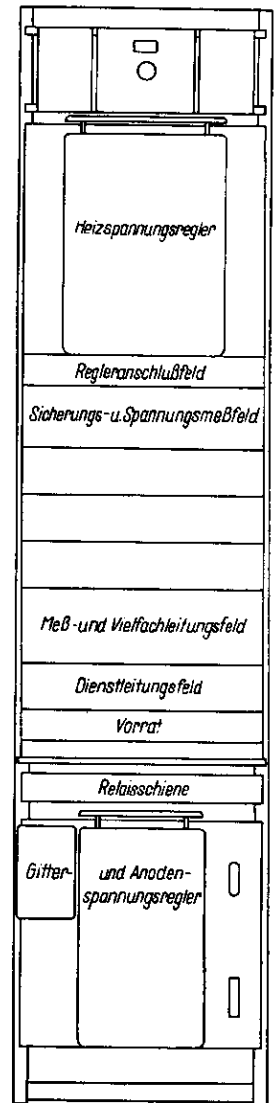 Heizspannungsregler
Regleranschlußfeld
Sicherungs-u.Spannungsmeßfeld
Meß-und Vielfachleitungsfeld
Dienstleitungsfeld
Vorrat
Relaisschiene
Gitter- und Anoden-
spannungsregler